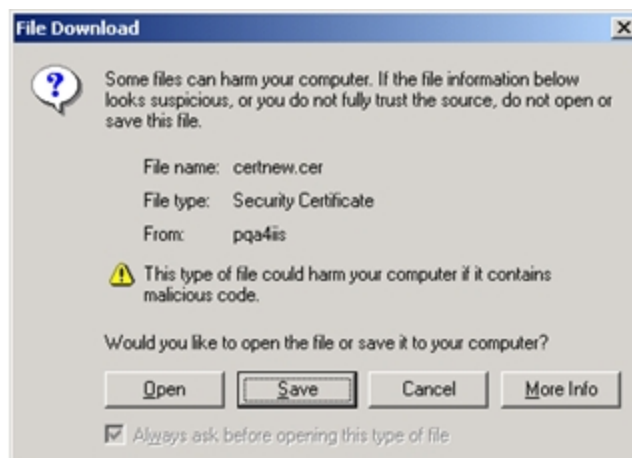 File Download
Some files can harm your computer. If the file information below
looks suspicious, or you do not fully trust the source, do not open or
save this file.
File name: certnew.cer
File type: Security Certificate
From: pqa4iis
This type of file could harm your computer if it contains
malicious code.
Would you like to open the file or save it to your computer?
Open Save Cancel More Info
Always ask before opening this type of file